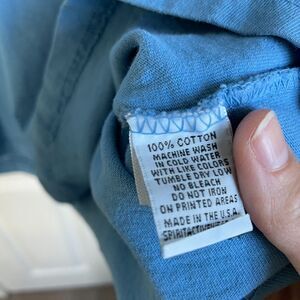 100% COTTON
MACHINE WASH
IN COLD WATER
WITH LIKE COLORS
TUMBLE DRY LOW
NO BLEACH
DO NOT IRON
ON PRINTED AREAS
MADE IN THE U.S.A.